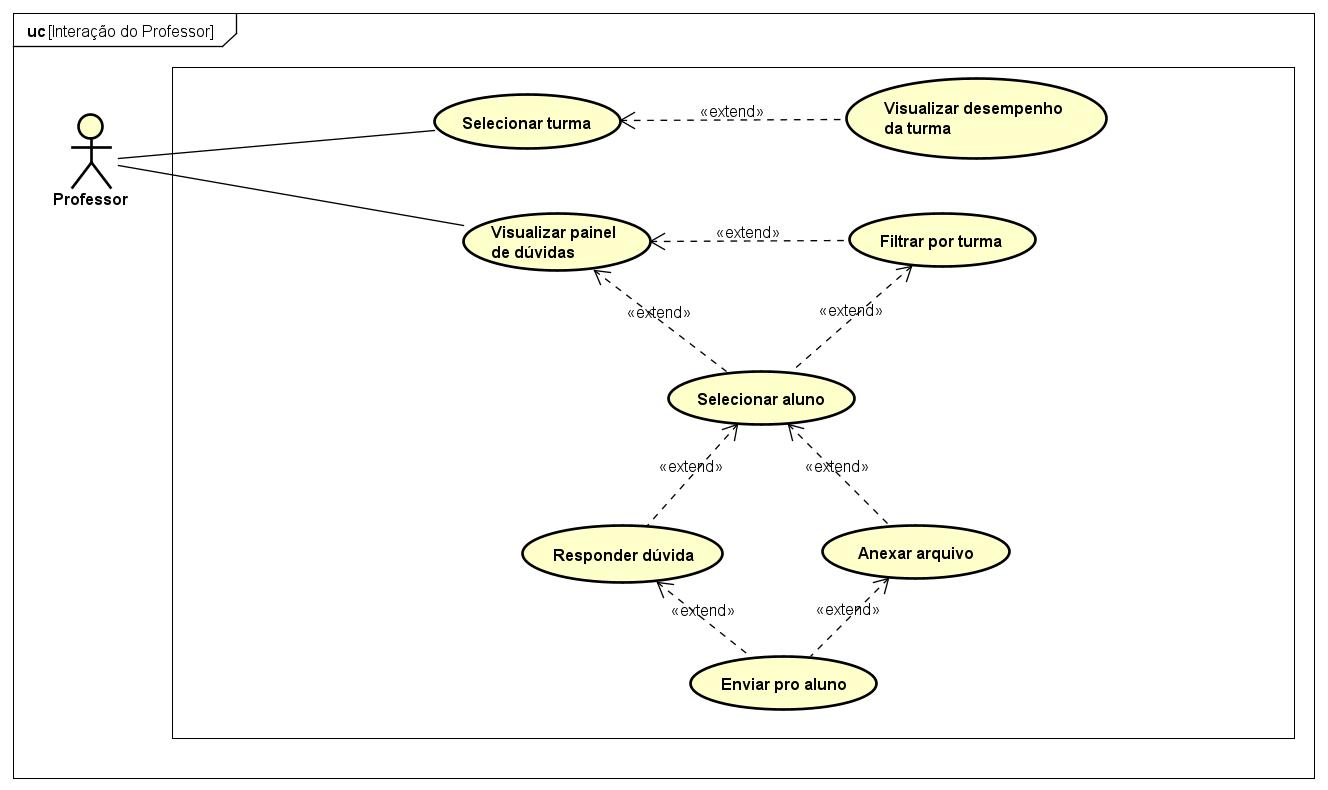 uc [Interação do Professor]
Professor
Selecionar turma
«extend»
Visualizar desempenho
da turma
Visualizar painel
de dúvidas
«extend»
Filtrar por turma
«extend»
«extend»
Selecionar aluno
«extend»
«extend»
Responder dúvida
Anexar arquivo
«extend»
«extend»
Enviar pro aluno